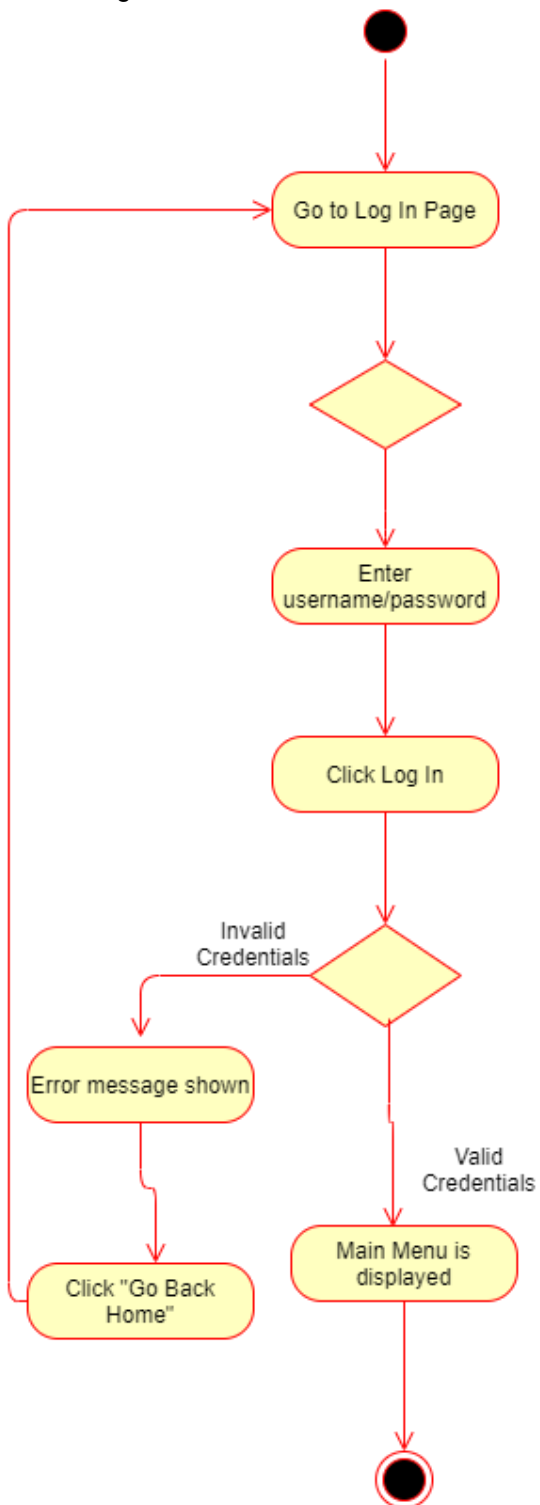 Go to Log In Page
Enter
username/password
Click Log In
Invalid
Credentials
Error message shown
Valid
Credentials
Click "Go Back
Home"
Main Menu is
displayed